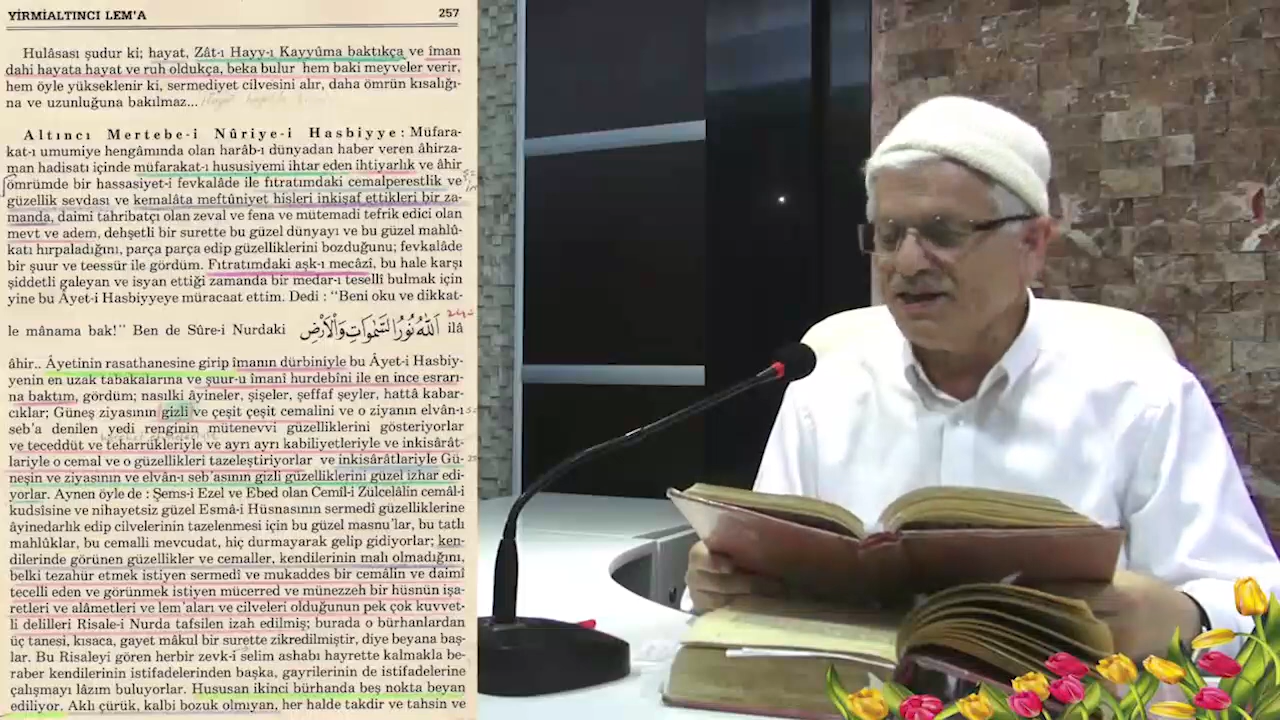 YİRMİALTINCI LEM'A 257
Hulâsası şudur ki; hayat, Zât-ı Hayy-ı Kayyûma baktıkça ve îman
dahi hayata hayat ve ruh oldukça, beka bulur hem baki meyveler verir,
hem öyle yükseklenir ki, sermediyet cilvesini alır, daha ömrün kısalığı-
na ve uzunluğuna bakılmaz...
Altıncı Mertebe-i Nûriye-i Hasbiyye: Müfara-
kat-ı umumiye hengâmında olan harâb-ı dünyadan haber veren âhirza-
man hadisatı içinde müfarakat-ı hususiyemi ihtar eden ihtiyarlık ve âhir
ömrümde bir hassasiyet-i fevkalâde ile fıtratımdaki cemalperestlik ve
güzellik sevdası ve kemalâta meftûniyet hisleri inkişaf ettikleri bir za-
manda, daimi tahribatçı olan zeval ve fena ve mütemadi tefrik edici olan
mevt ve adem, dehşetli bir surette bu güzel dünyayı ve bu güzel mahlû-
katı hırpaladığını, parça parça edip güzelliklerini bozduğunu; fevkalâde
bir şuur ve teessür ile gördüm. Fıtratımdaki aşk-ı mecâzî, bu hale karşı
şiddetli galeyan ve isyan ettiği zamanda bir medar-ı tesellî bulmak için
yine bu Âyet-i Hasbiyyeye müracaat ettim. Dedi : "Beni oku ve dikkat-
le mânama bak!" Ben de Sûre-i Nurdaki اَللّٰهُ نُورُ السَّمٰوَاتِ وَالْاَرْضِ ilâ
âhir.. Âyetinin rasathanesine girip îmanın dürbiniyle bu Âyet-i Hasbiy-
yenin en uzak tabakalarına ve şuur-u îmanî hurdebîni ile en ince esrarı-
na baktım, gördüm; nasılki âyineler, şişeler, şeffaf şeyler, hattâ kabar-
cıklar; Güneş ziyasının gizli ve çeşit çeşit cemalini ve o ziyanın elvân-ı
seb'a denilen yedi renginin mütenevvi güzelliklerini gösteriyorlar
ve teceddüt ve teharrükleriyle ve ayrı ayrı kabiliyetleriyle ve inkisârât-
lariyle o cemal ve o güzellikleri tazeleştiriyorlar ve inkisârâtlariyle Gü-
neşin ve ziyasının ve elvân-ı seb'asının gizli güzelliklerini güzel izhar edi-
yorlar. Aynen öyle de : Şems-i Ezel ve Ebed olan Cemîl-i Zülcelâlin cemâl-i
kudsîsine ve nihayetsiz güzel Esmâ-i Hüsnasının sermedî güzelliklerine
âyinedarlık edip cilvelerinin tazelenmesi için bu güzel masnu'lar, bu tatlı
mahlûklar, bu cemalli mevcudat, hiç durmayarak gelip gidiyorlar; ken-
dilerinde görünen güzellikler ve cemaller, kendilerinin malı olmadığını,
belki tezahür etmek istiyen sermedî ve mukaddes bir cemâlin ve daimî
tecelli eden ve görünmek istiyen mücerred ve münezzeh bir hüsnün işa-
retleri ve alâmetleri ve lem'aları ve cilveleri olduğunun pek çok kuvvet-
li delilleri Risale-i Nurda tafsilen izah edilmiş; burada o bürhanlardan
üç tanesi, kısaca, gayet mâkul bir surette zikredilmiştir, diye beyana baş-
lar. Bu Risaleyi gören herbir zevk-i selim ashabı hayrette kalmakla be-
raber kendilerinin istifadelerinden başka, gayrilerinin de istifadelerine
çalışmayı lâzım buluyorlar. Hususan ikinci bürhanda beş nokta beyan
ediliyor. Aklı çürük, kalbi bozuk olmıyan, her halde takdir ve tahsin ve